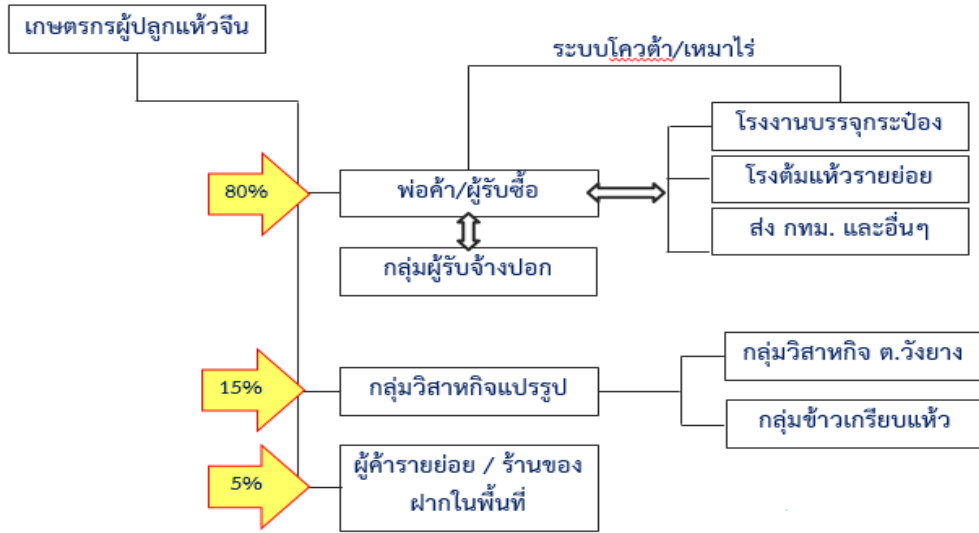 เกษตรกรผู้ปลูกแห้วจีน
ระบบโควต้า/เหมาไร่
โรงงานบรรจุกระป๋อง
80%
พ่อค้า/ผู้รับซื้อ
โรงต้มแห้วรายย่อย
ส่ง กทม. และอื่นๆ
กลุ่มผู้รับจ้างปอก
15%
กลุ่มวิสาหกิจแปรรูป
กลุ่มวิสาหกิจ ต.วังยาง
กลุ่มข้าวเกรียบแห้ว
5%
ผู้ค้ารายย่อย / ร้านของ
ฝากในพื้นที่